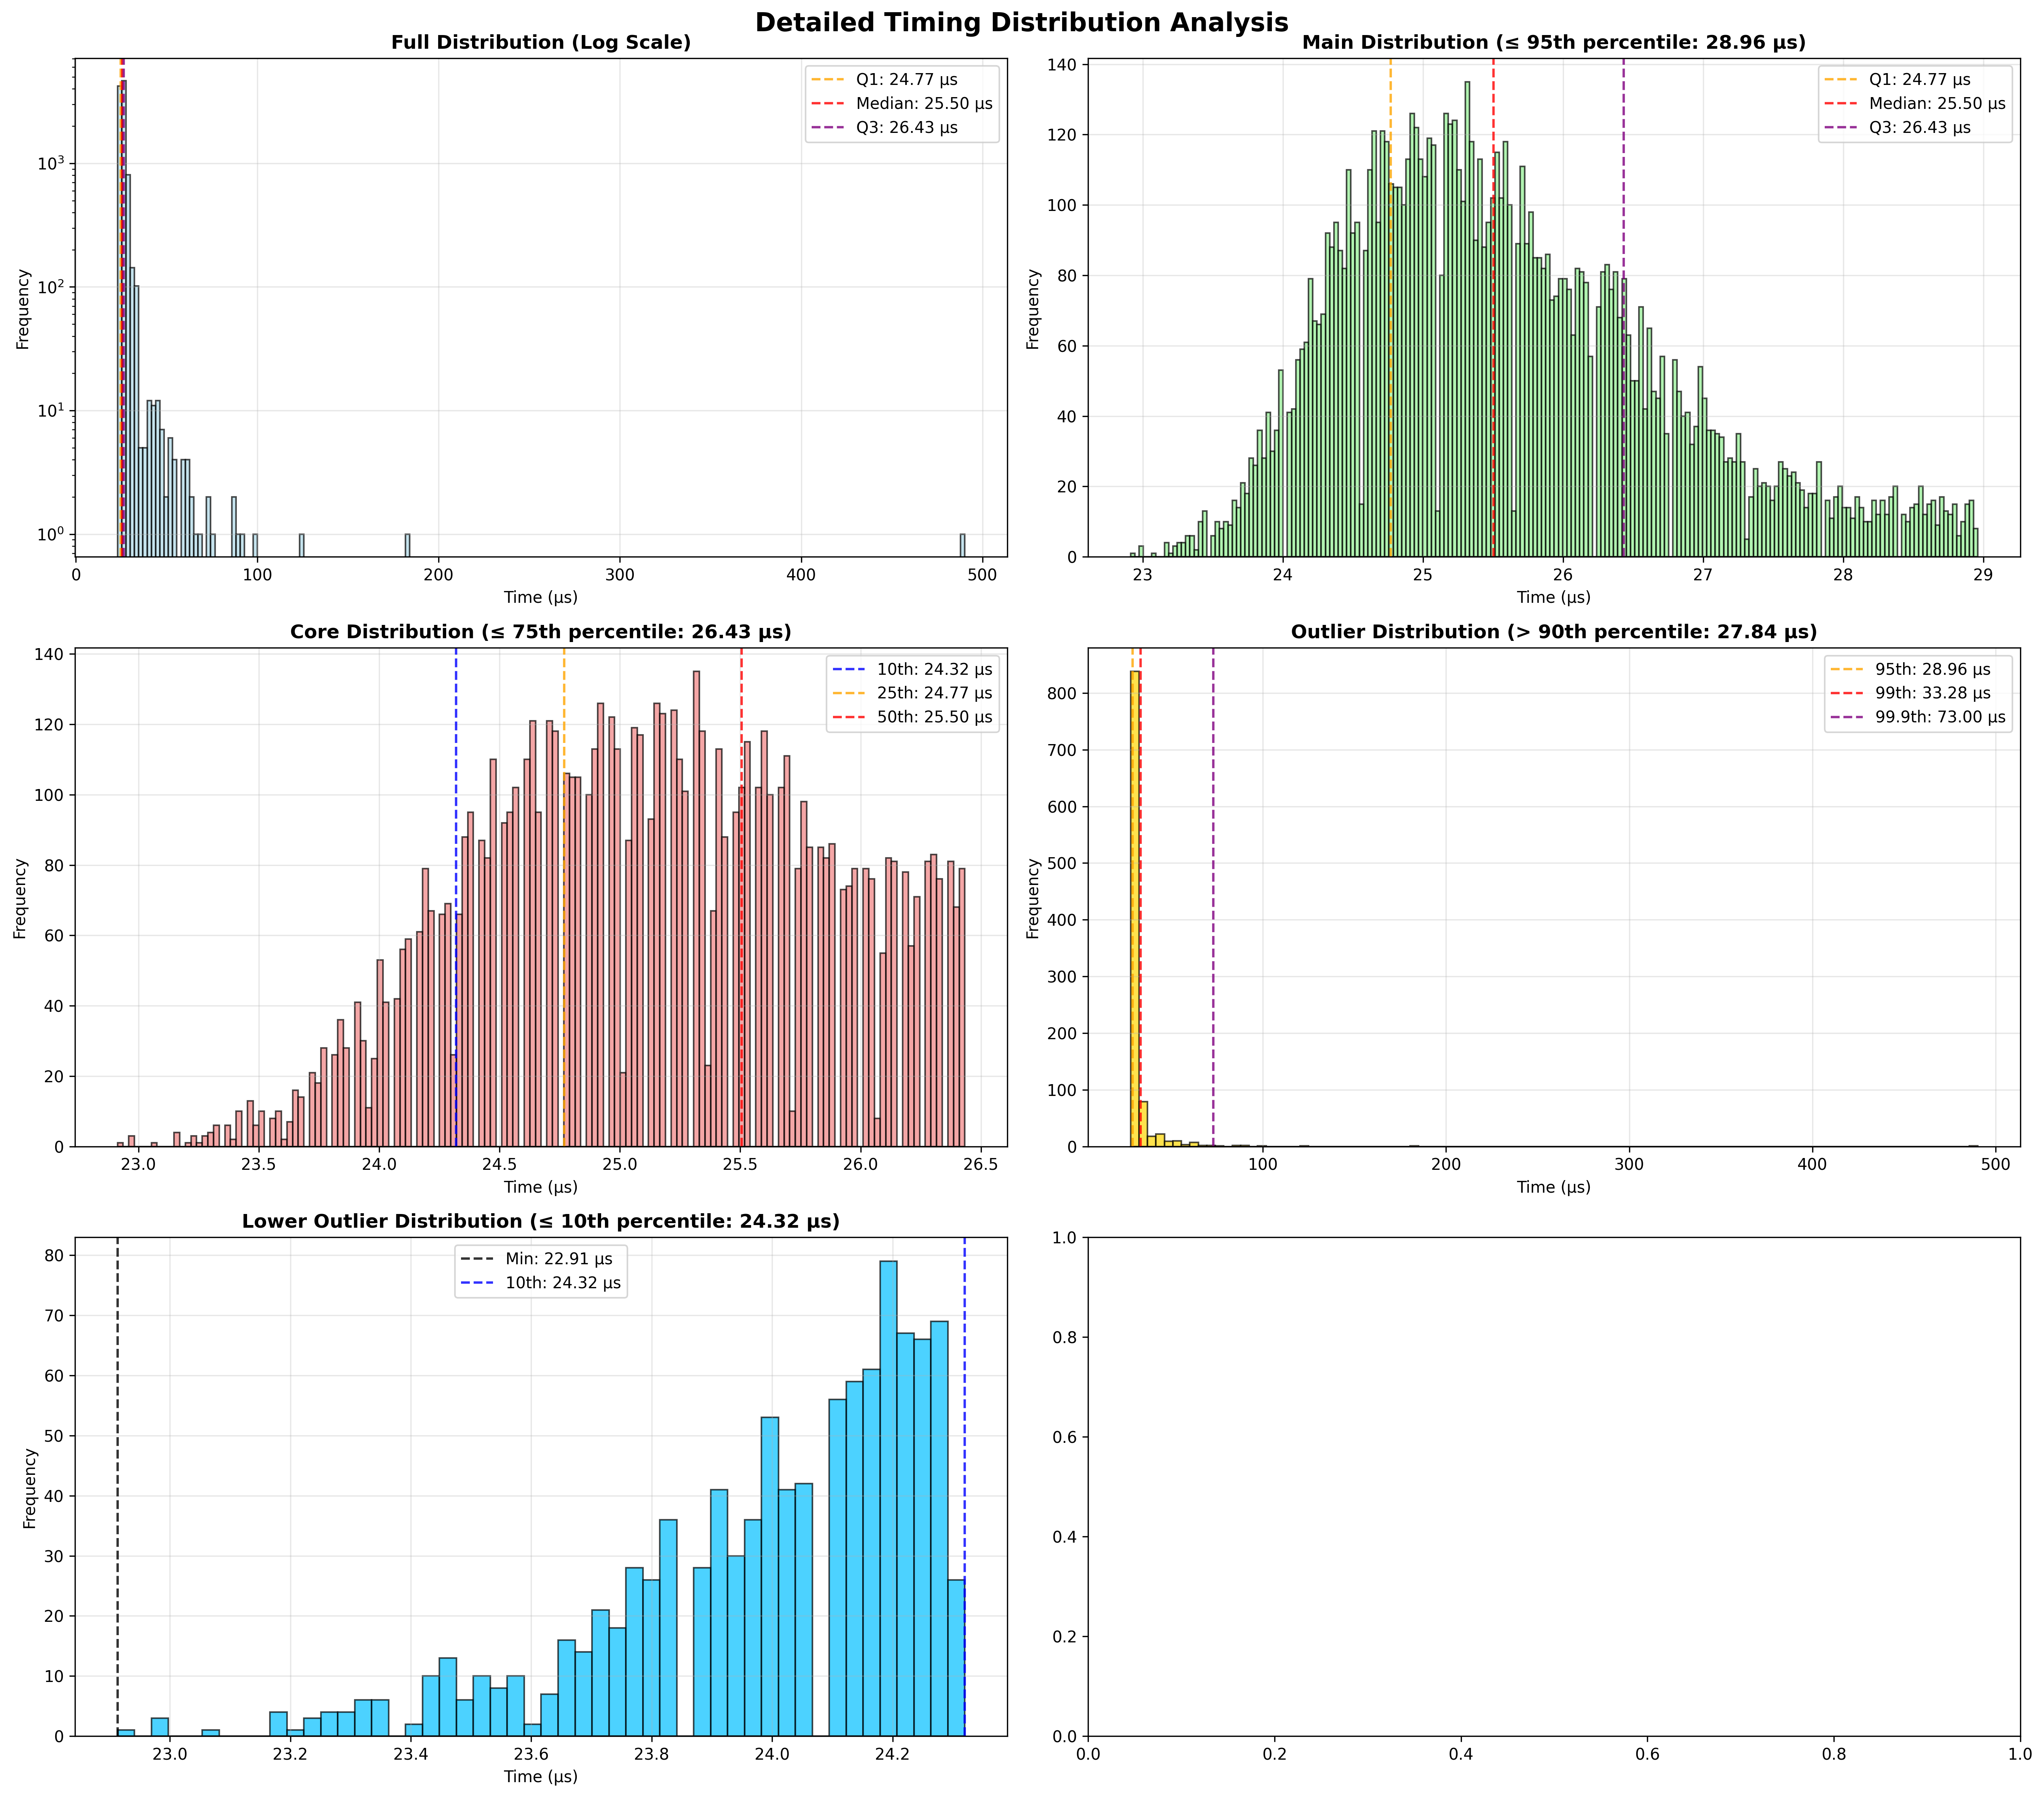 Detailed Timing Distribution Analysis
Full Distribution (Log Scale)
Q1: 24.77 µs
Median: 25.50 µs
Q3: 26.43 µs
10³
10²
10¹
10⁰
Frequency
0 100 200 300 400 500
Time (µs)
Main Distribution (≤ 95th percentile: 28.96 µs)
Q1: 24.77 µs
Median: 25.50 µs
Q3: 26.43 µs
140
120
100
80
60
40
20
0
Frequency
23 24 25 26 27 28 29
Time (µs)
Core Distribution (≤ 75th percentile: 26.43 µs)
10th: 24.32 µs
25th: 24.77 µs
50th: 25.50 µs
140
120
100
80
60
40
20
0
Frequency
23.0 23.5 24.0 24.5 25.0 25.5 26.0 26.5
Time (µs)
Outlier Distribution (> 90th percentile: 27.84 µs)
95th: 28.96 µs
99th: 33.28 µs
99.9th: 73.00 µs
800
700
600
500
400
300
200
100
0
Frequency
100 200 300 400 500
Time (µs)
Lower Outlier Distribution (≤ 10th percentile: 24.32 µs)
Min: 22.91 µs
10th: 24.32 µs
80
70
60
50
40
30
20
10
0
Frequency
23.0 23.2 23.4 23.6 23.8 24.0 24.2
Time (µs)
1.0
0.8
0.6
0.4
0.2
0.0
0.0 0.2 0.4 0.6 0.8 1.0